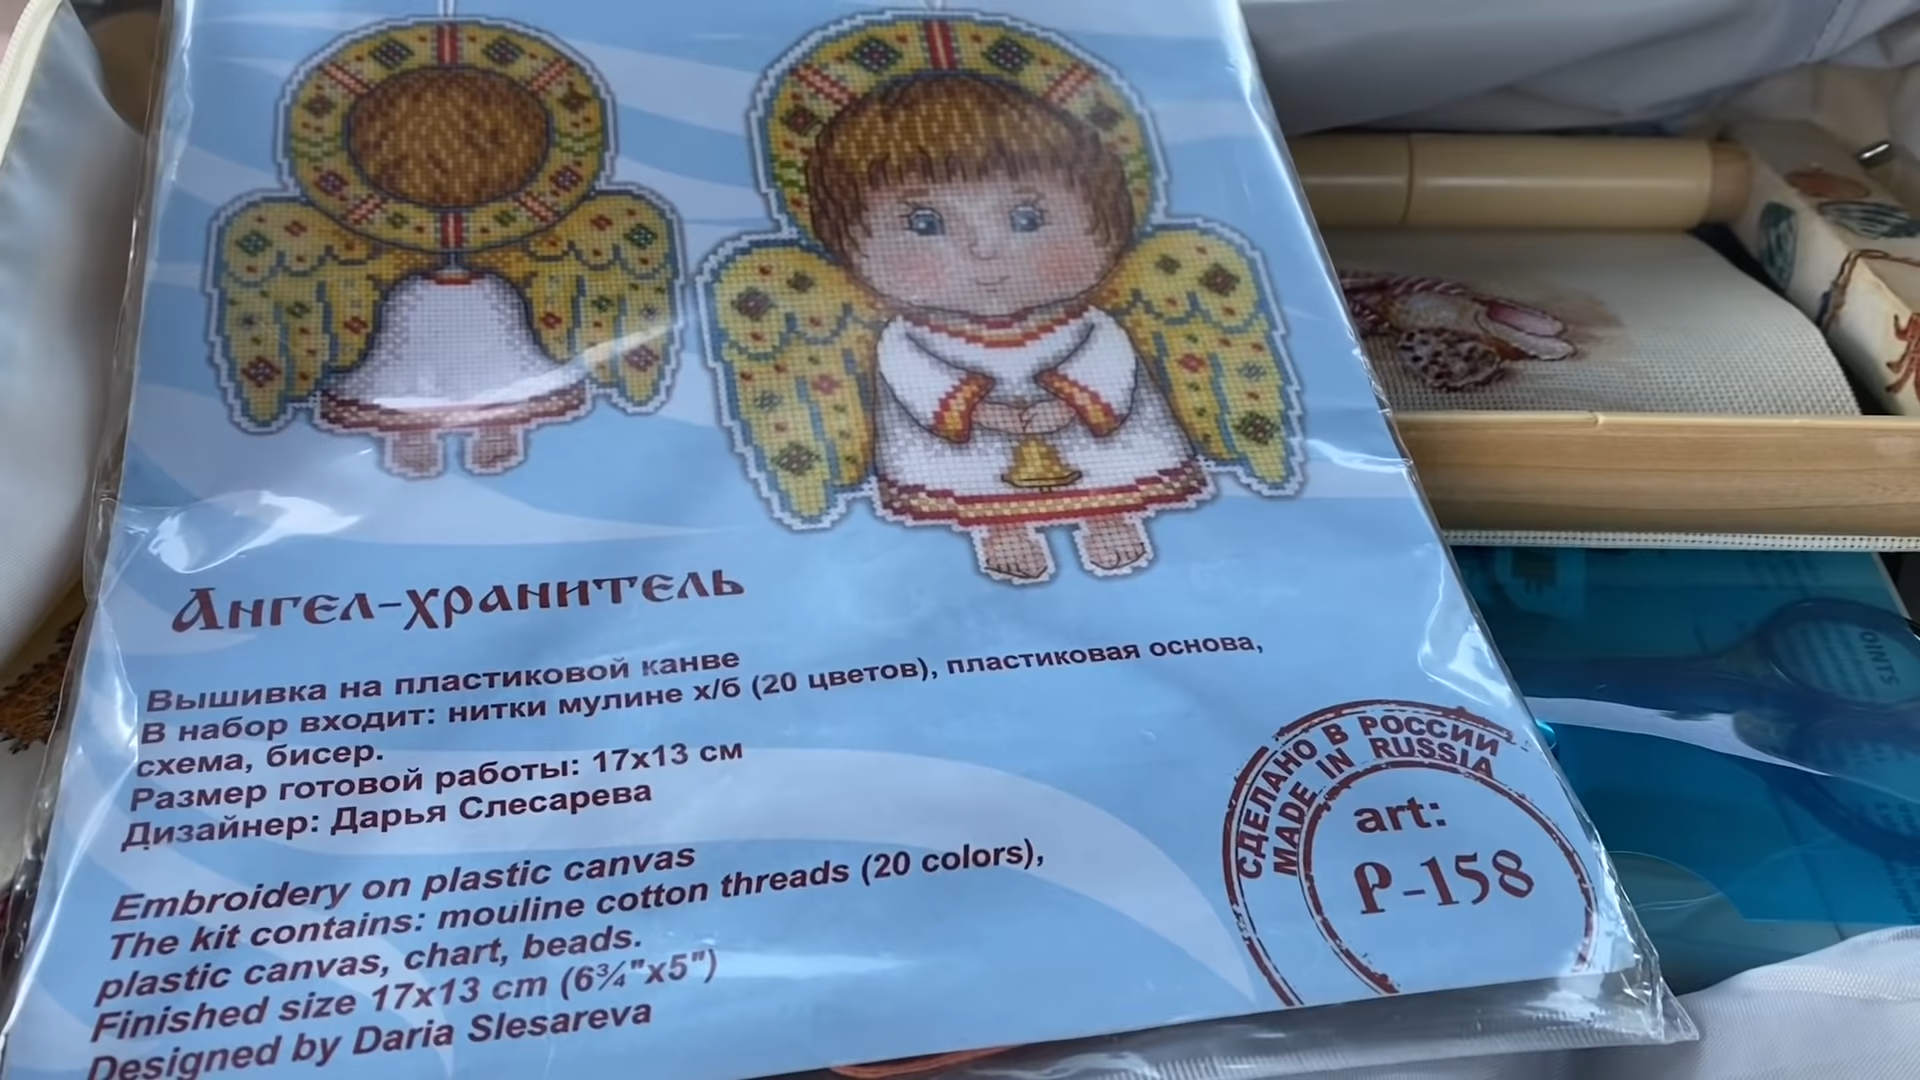 Ангел-хранитель
Вышивка на пластиковой канве
В набор входит: нитки мулине х/б (20 цветов), пластиковая основа,
схема, бисер.
Размер готовой работы: 17х13 см
Дизайнер: Дарья Слесарева
Embroidery on plastic canvas
The kit contains: mouline cotton threads (20 colors),
plastic canvas, chart, beads.
Finished size 17x13 cm (6¾"x5")
Designed by Daria Slesareva
СДЕЛАНО В РОССИИ
MADE IN RUSSIA
art:
P-158